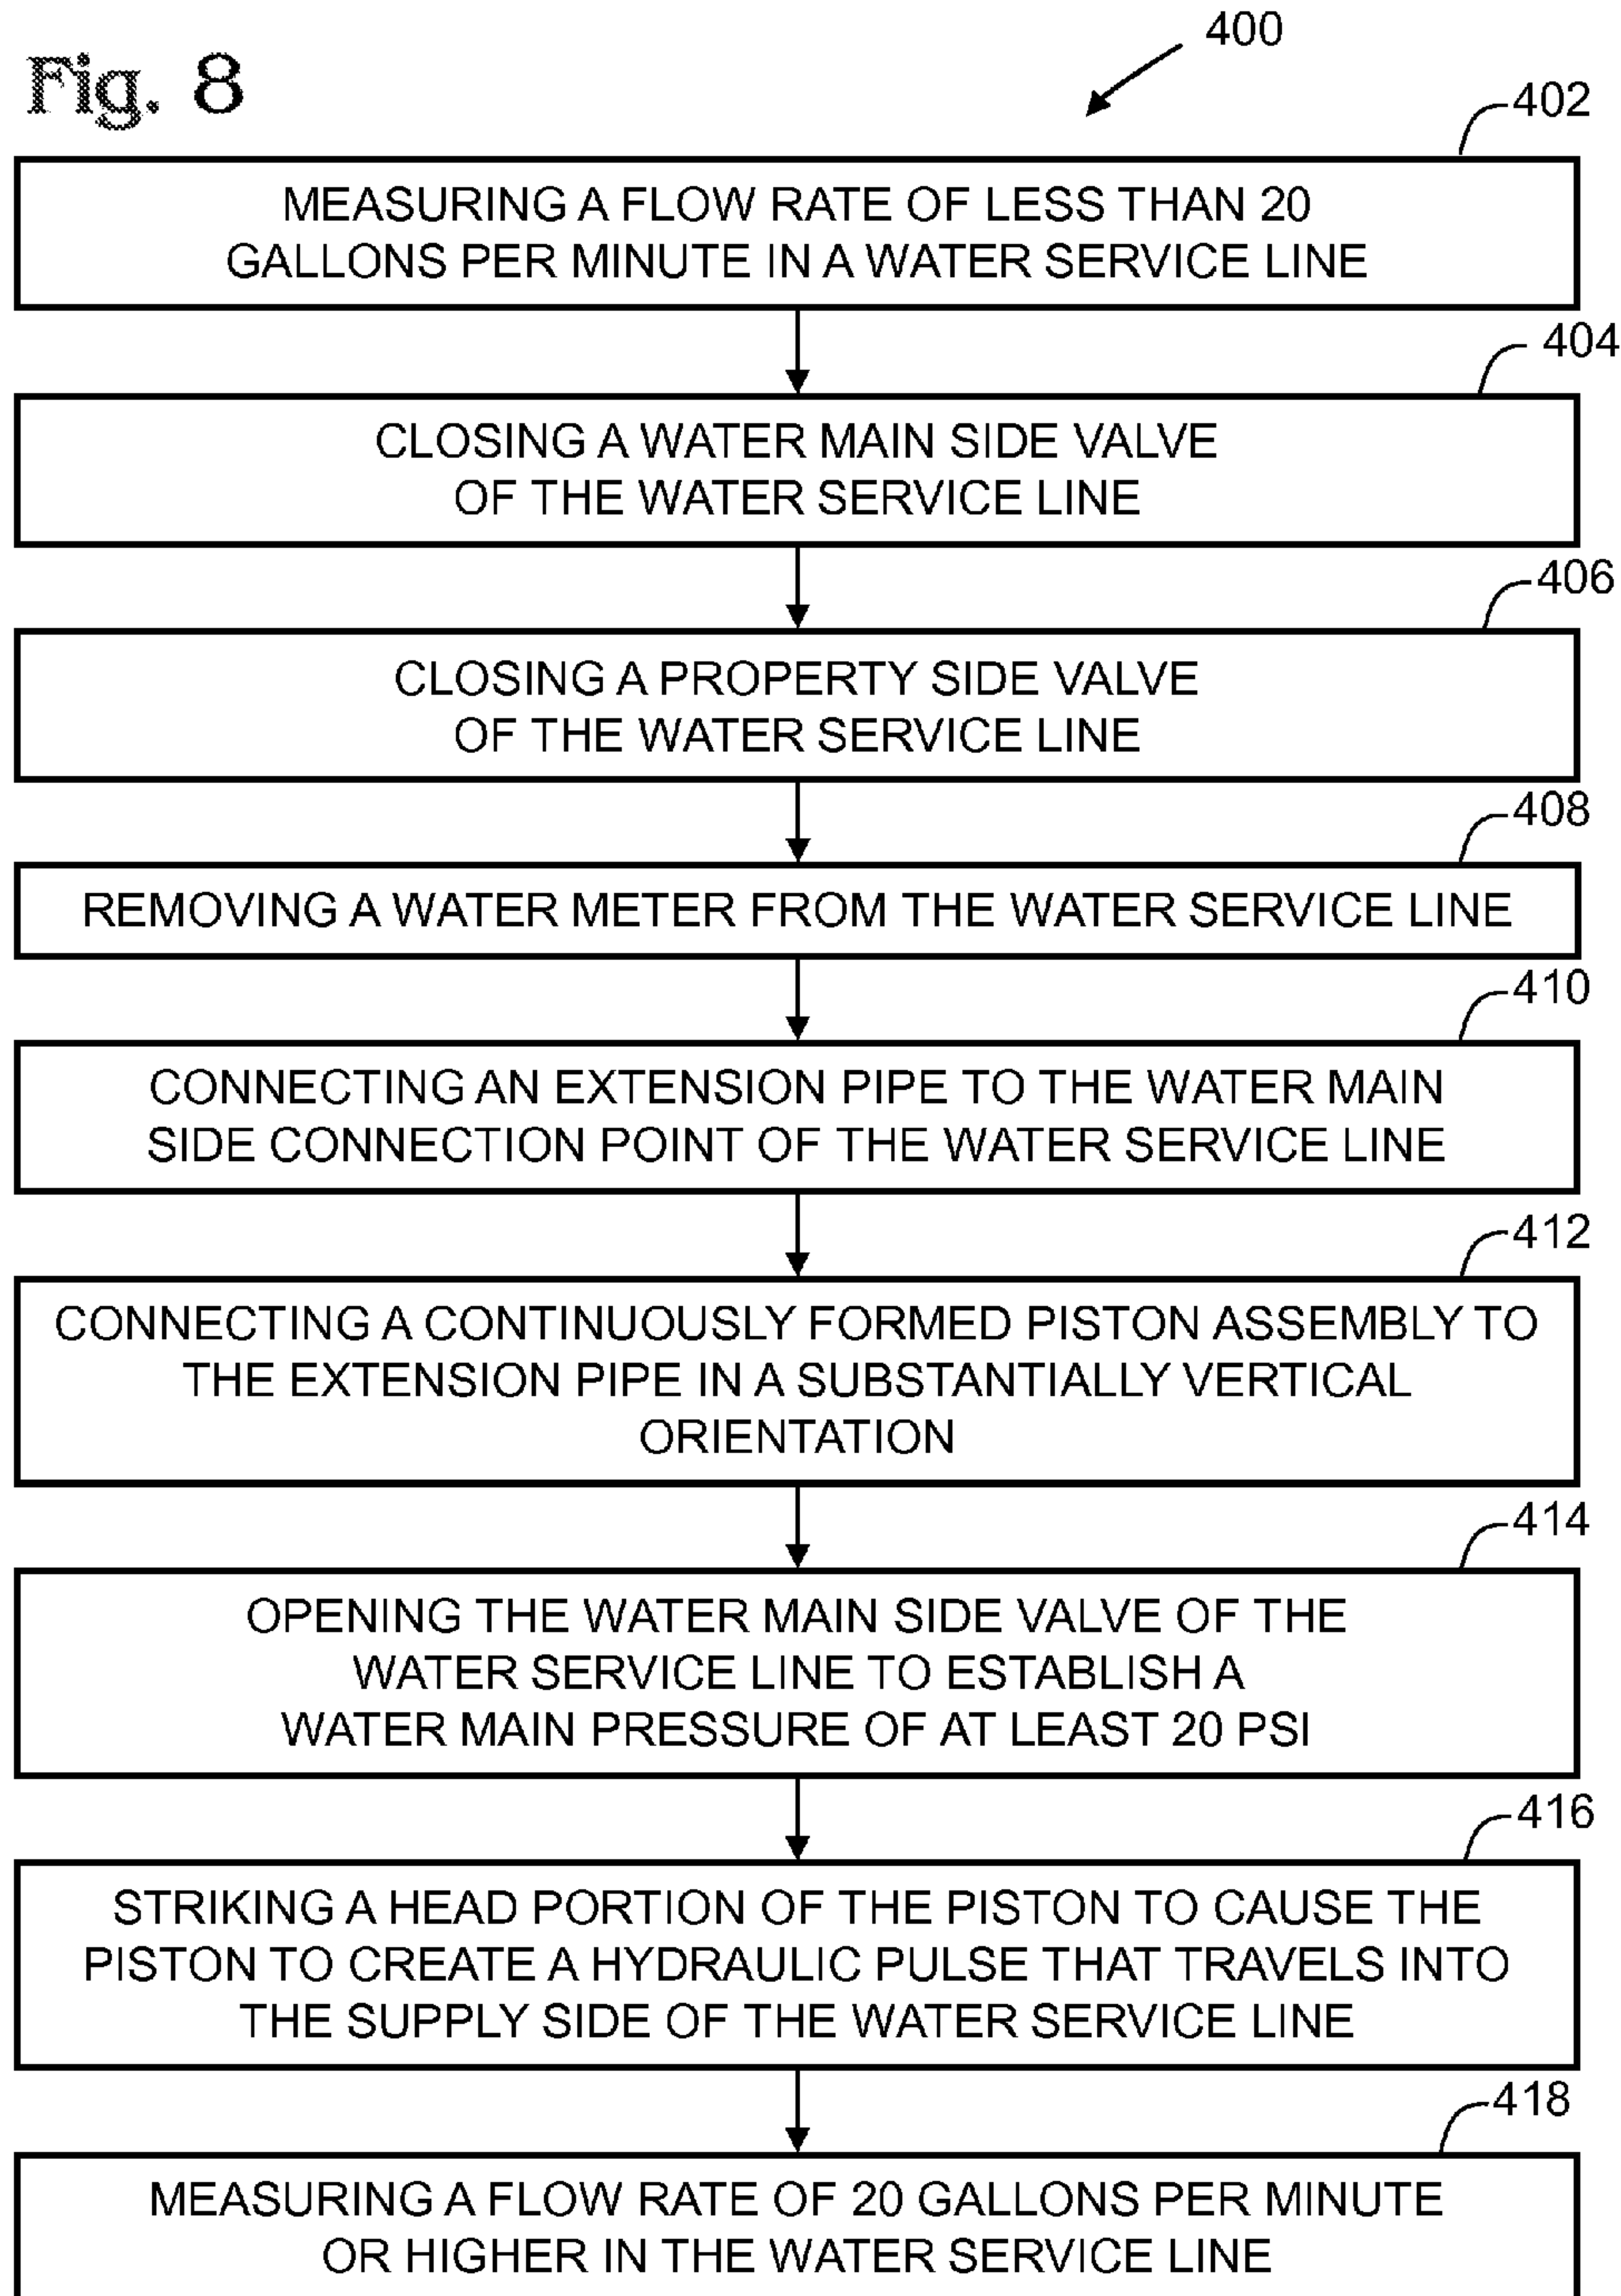 Fig. 8
400
402
MEASURING A FLOW RATE OF LESS THAN 20
GALLONS PER MINUTE IN A WATER SERVICE LINE
404
CLOSING A WATER MAIN SIDE VALVE
OF THE WATER SERVICE LINE
406
CLOSING A PROPERTY SIDE VALVE
OF THE WATER SERVICE LINE
408
REMOVING A WATER METER FROM THE WATER SERVICE LINE
410
CONNECTING AN EXTENSION PIPE TO THE WATER MAIN
SIDE CONNECTION POINT OF THE WATER SERVICE LINE
412
CONNECTING A CONTINUOUSLY FORMED PISTON ASSEMBLY TO
THE EXTENSION PIPE IN A SUBSTANTIALLY VERTICAL
ORIENTATION
414
OPENING THE WATER MAIN SIDE VALVE OF THE
WATER SERVICE LINE TO ESTABLISH A
WATER MAIN PRESSURE OF AT LEAST 20 PSI
416
STRIKING A HEAD PORTION OF THE PISTON TO CAUSE THE
PISTON TO CREATE A HYDRAULIC PULSE THAT TRAVELS INTO
THE SUPPLY SIDE OF THE WATER SERVICE LINE
418
MEASURING A FLOW RATE OF 20 GALLONS PER MINUTE
OR HIGHER IN THE WATER SERVICE LINE